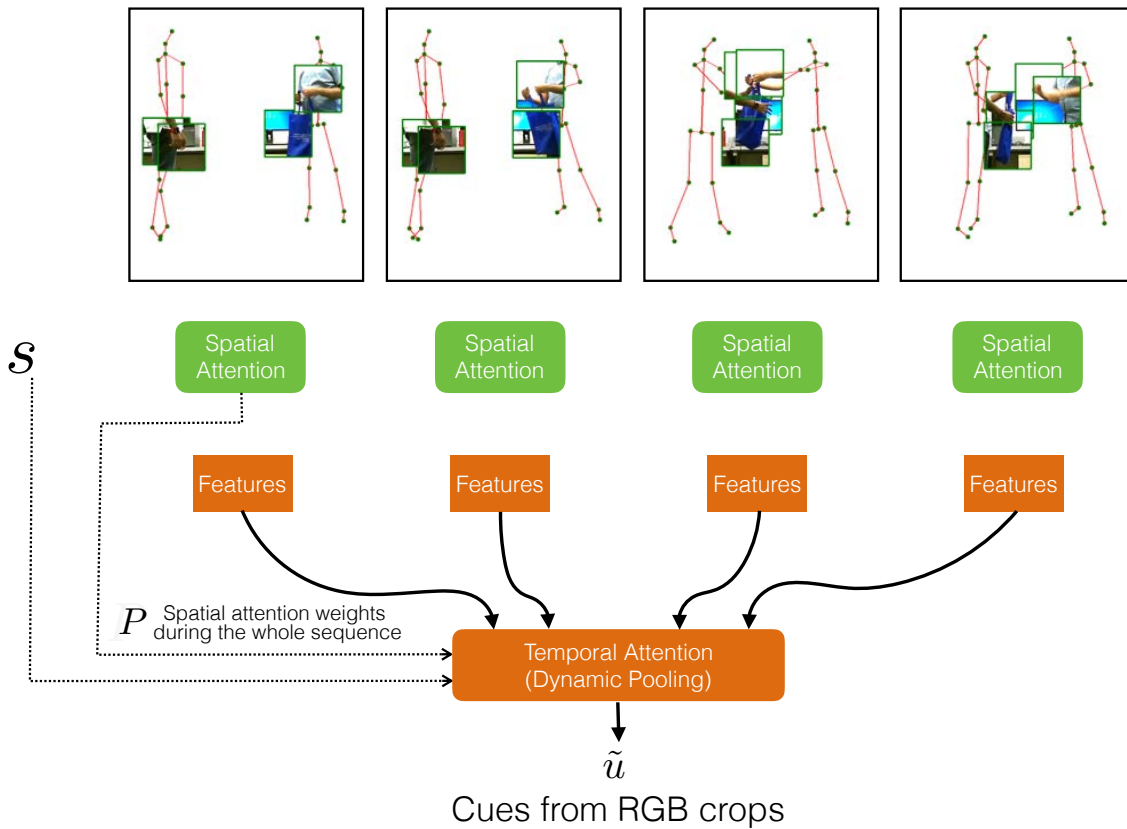 Spatial
Attention
Spatial
Attention
Spatial
Attention
Spatial
Attention
s
Features
Features
Features
Features
P Spatial attention weights
during the whole sequence
Temporal Attention
(Dynamic Pooling)
ũ
Cues from RGB crops